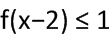 f(x−2) ≤ 1